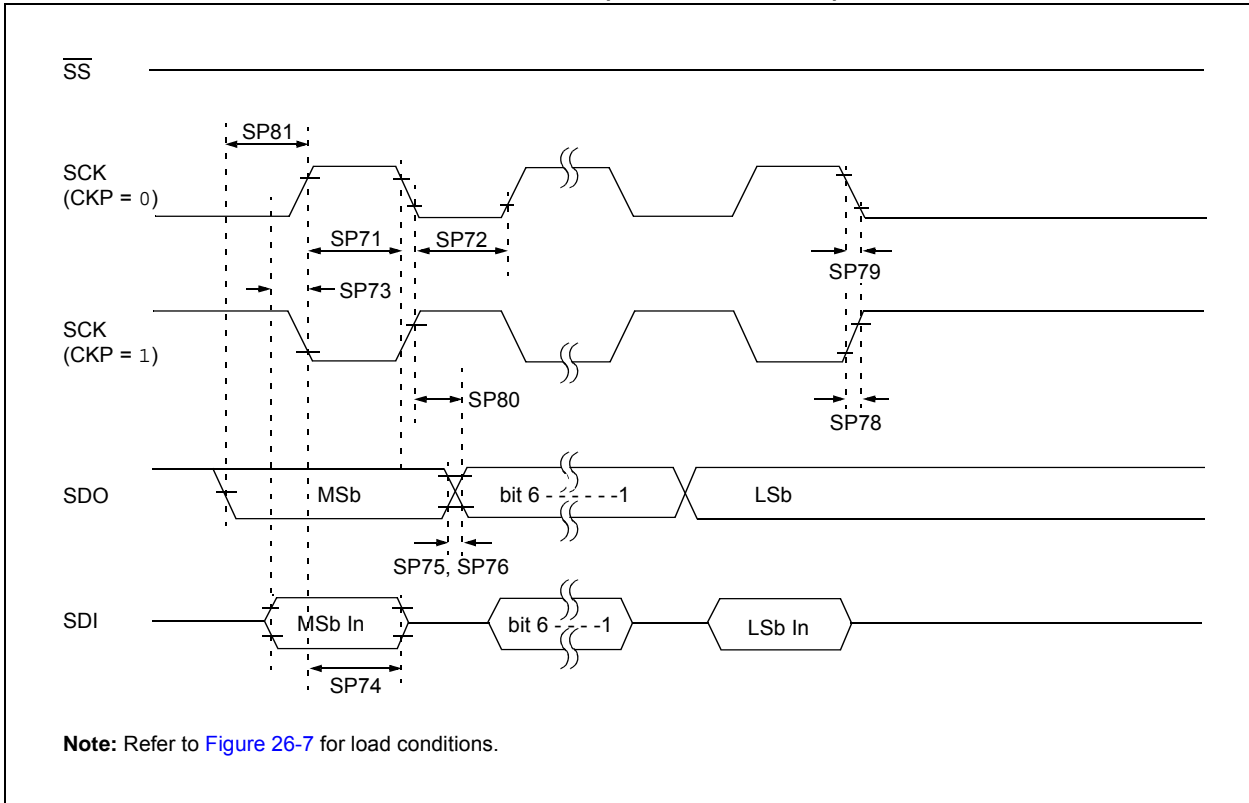 SS
SP81
SCK
(CKP = 0)
SP71
SP72
SP79
SP73
SCK
(CKP = 1)
SP80
SP78
SDO
MSb
bit 6 - - - - - -1
LSb
SP75, SP76
SDI
MSb In
bit 6 - - - -1
LSb In
SP74
Note: Refer to Figure 26-7 for load conditions.